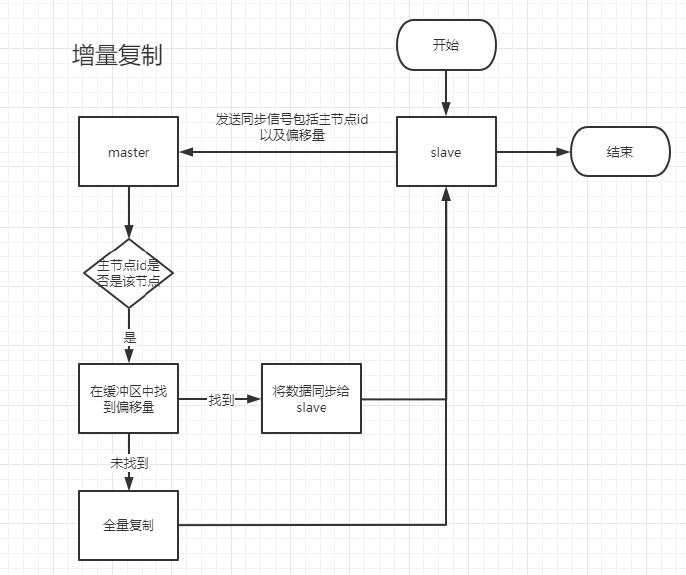 增量复制
开始
发送同步信号包括主节点id
以及偏移量
master
slave
结束
主节点id是
否是该节点
是
在缓冲区中找
到偏移量
找到
将数据同步给
slave
未找到
全量复制